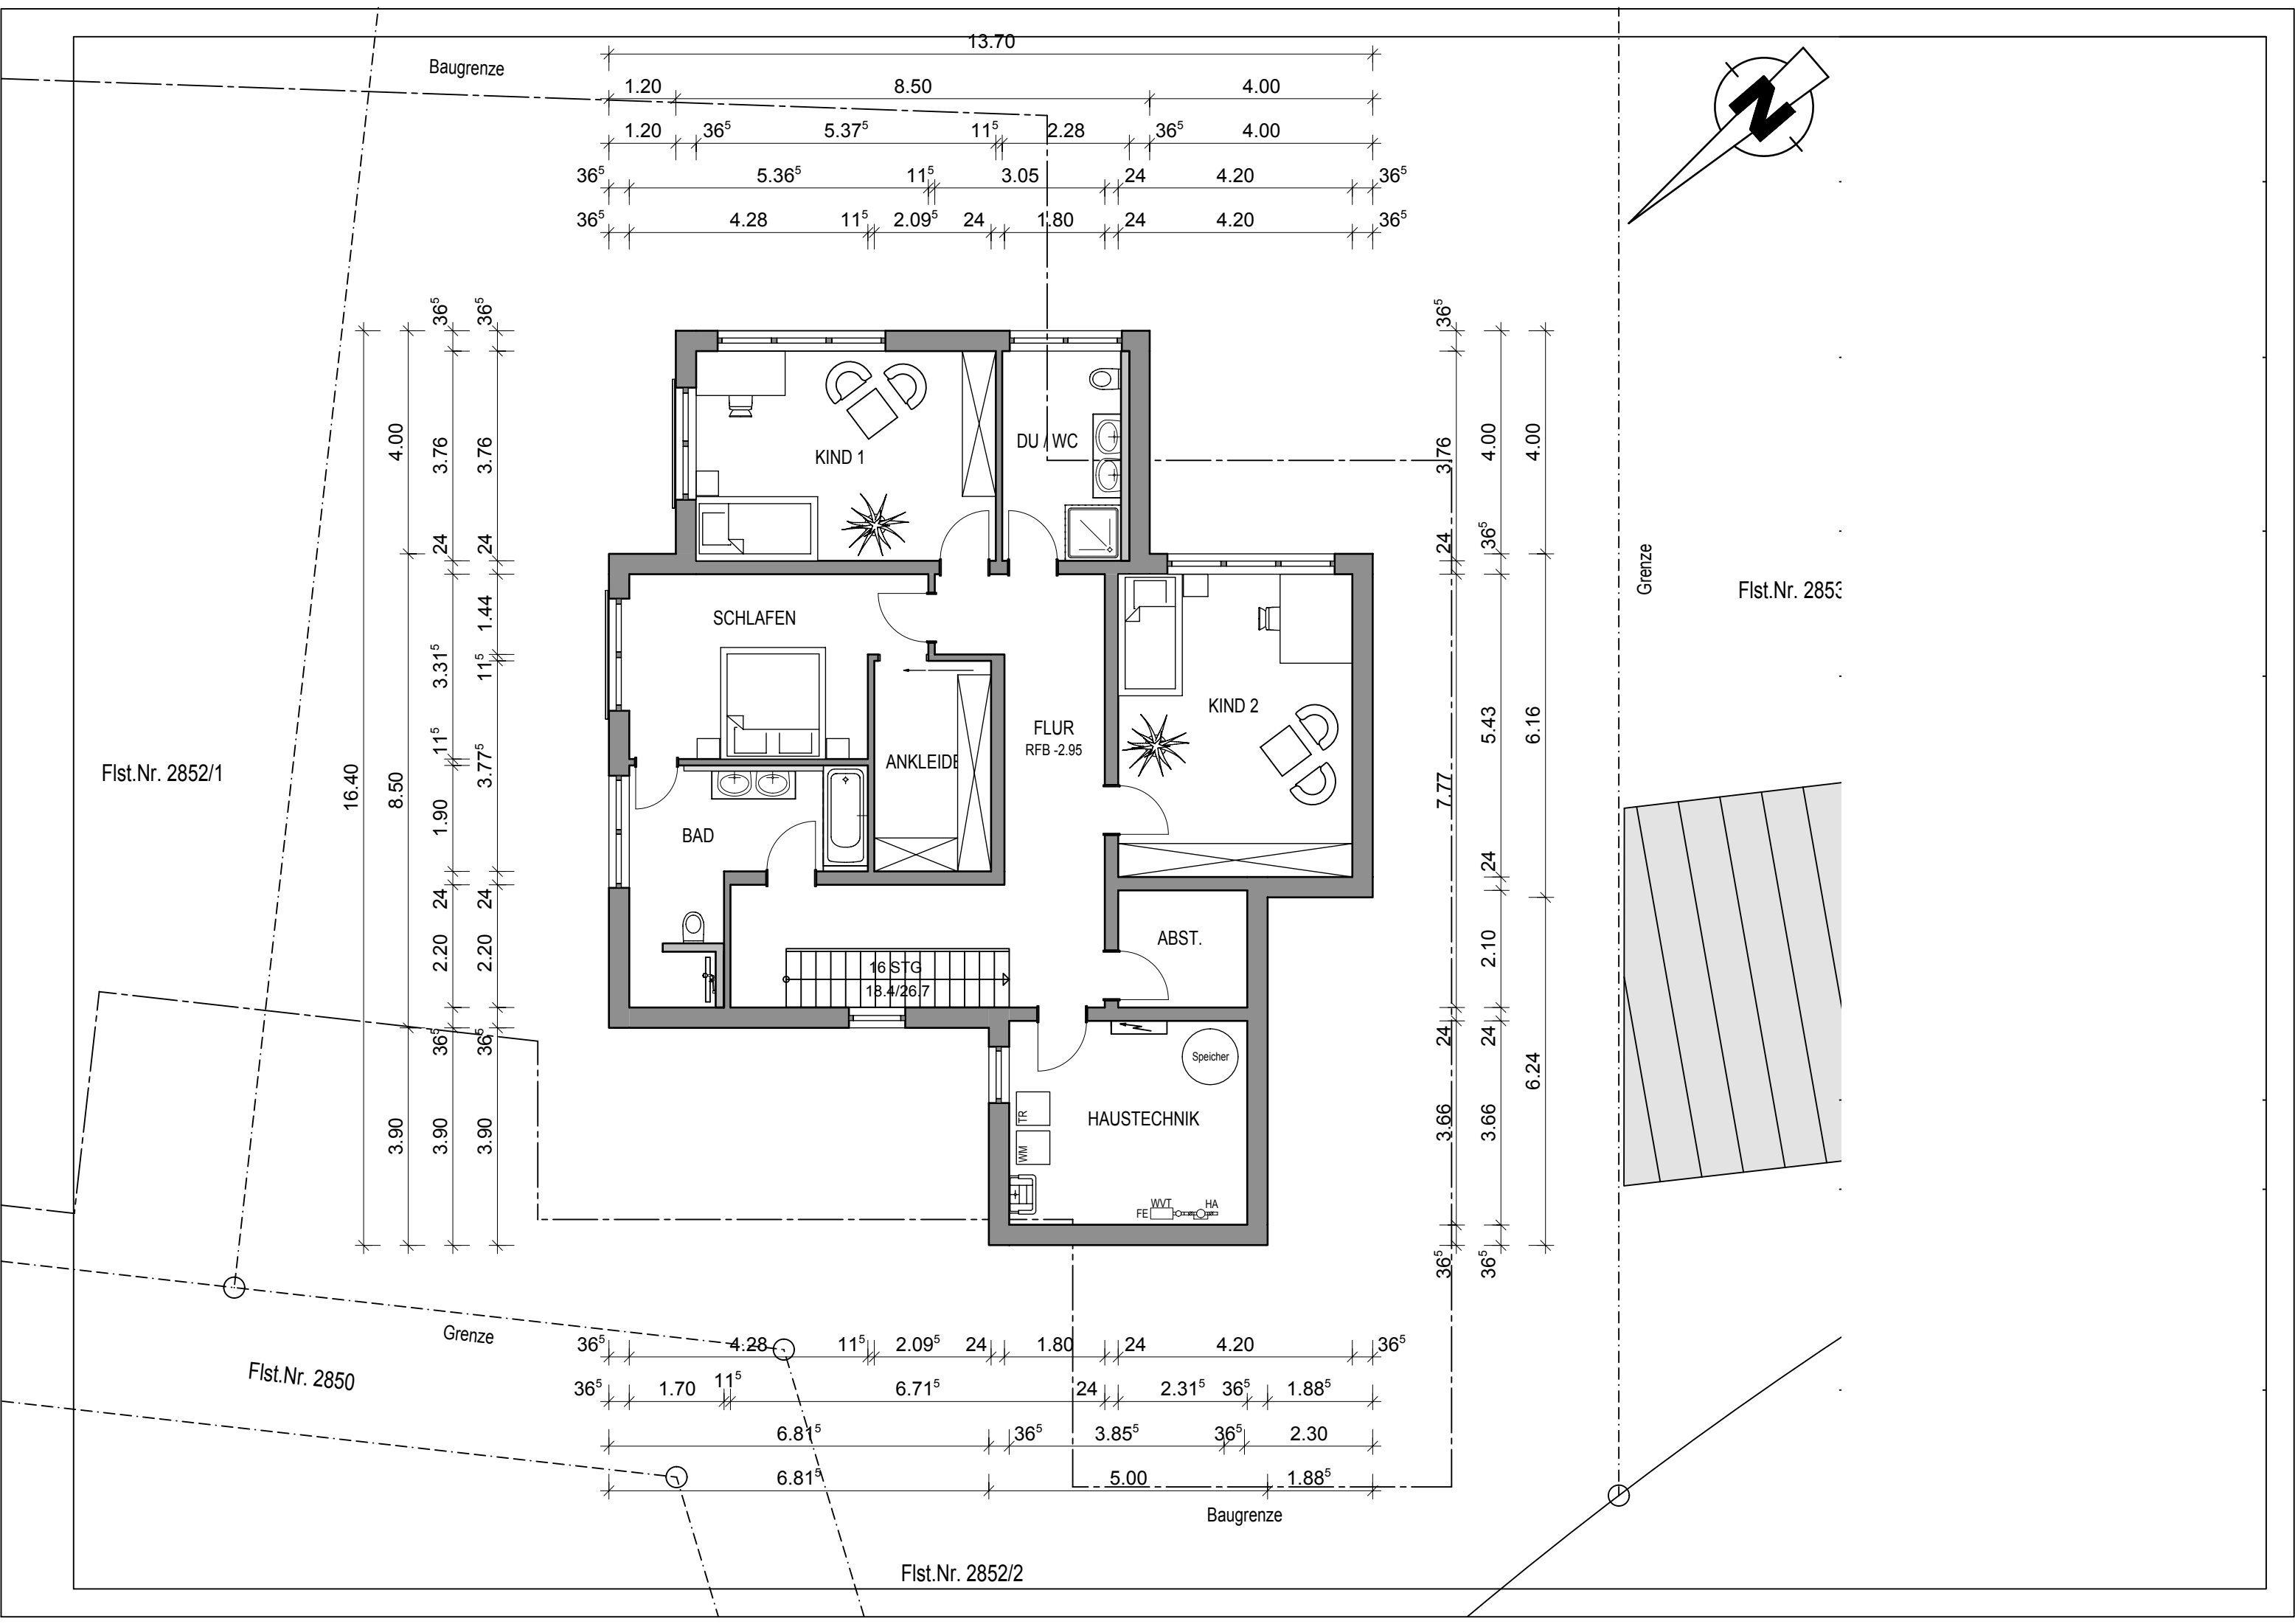 13.70
Baugrenze
1.20 8.50 4.00
1.20 36⁵ 5.37⁵ 11⁵ 2.28 36⁵ 4.00
36⁵ 5.36⁵ 11⁵ 3.05 24 4.20 36⁵
36⁵ 4.28 11⁵ 2.09⁵ 24 1.80 24 4.20 36⁵
N
16.40
4.00 8.50 3.90
36⁵ 3.76 24 3.31⁵ 11⁵ 1.90 24 2.20 36⁵ 3.90
36⁵ 3.76 24 1.44 11⁵ 3.77⁵ 24 2.20 36⁵ 3.90
KIND 1
DU / WC
SCHLAFEN
KIND 2
FLUR
RFB -2.95
ANKLEIDE
BAD
ABST.
16 STG
18.4/26.7
Speicher
HAUSTECHNIK
TR
WM
WVT
HA
FE
36⁵ 3.76 24 7.77 24 3.66 36⁵
4.00 36⁵ 5.43 24 2.10 24 3.66 36⁵
4.00 6.16 6.24
Grenze
Flst.Nr. 2853
Flst.Nr. 2852/1
Grenze
Flst.Nr. 2850
36⁵ 4.28 11⁵ 2.09⁵ 24 1.80 24 4.20 36⁵
36⁵ 1.70 11⁵ 6.71⁵ 24 2.31⁵ 36⁵ 1.88⁵
6.81⁵ 36⁵ 3.85⁵ 36⁵ 2.30
6.81⁵ 5.00 1.88⁵
Baugrenze
Flst.Nr. 2852/2